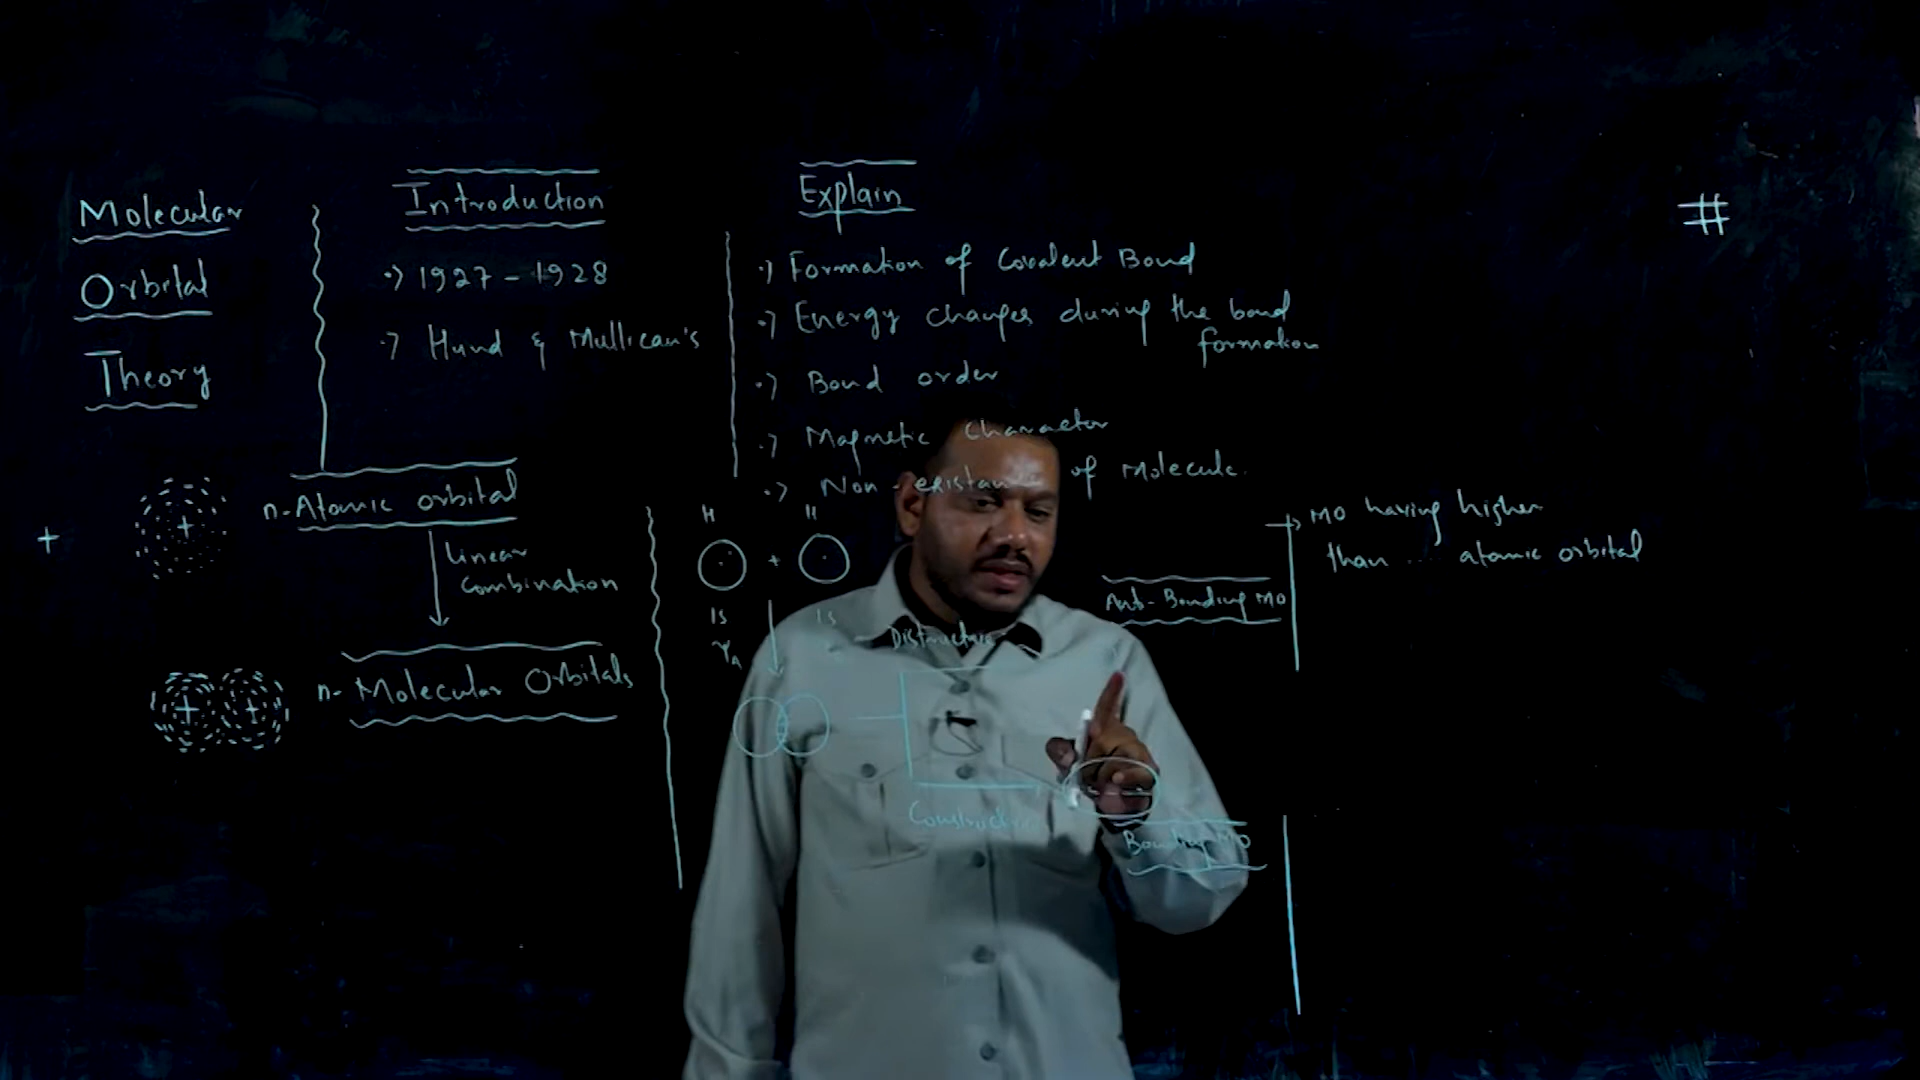 Molecular
Orbital
Theory
Introduction
·) 1927 - 1928
·) Hund & Mullican's
Explain
·) Formation of Covalent Bond
·) Energy changes during the bond
formation
·) Bond order
·) Magnetic Character
·) Non-existance of Molecule.
+
+
n-Atomic orbital
linear
combination
n-Molecular Orbitals
+ +
H H
+
1s 1s
ΨA
Anti-Bonding MO
Bonding MO
→ MO having higher
than .... atomic orbital
#